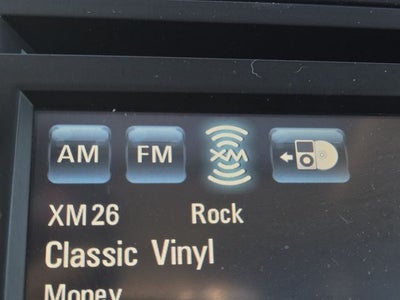 AM FM XM
XM26 Rock
Classic Vinyl
Money